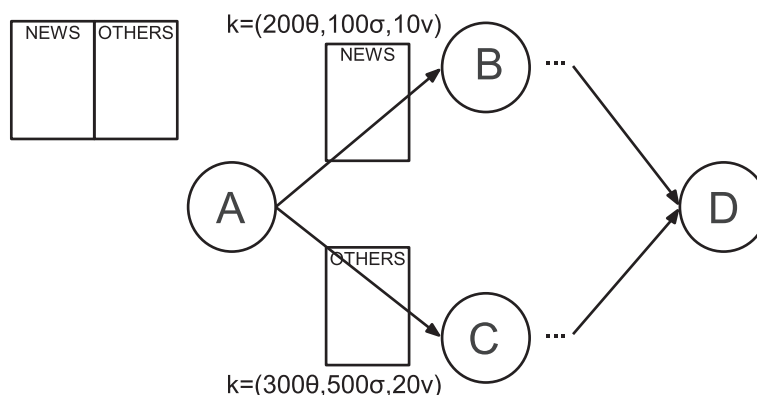 k=(200θ,100σ,10v)
NEWS OTHERS
NEWS
B ...
A
D
OTHERS
C ...
k=(300θ,500σ,20v)